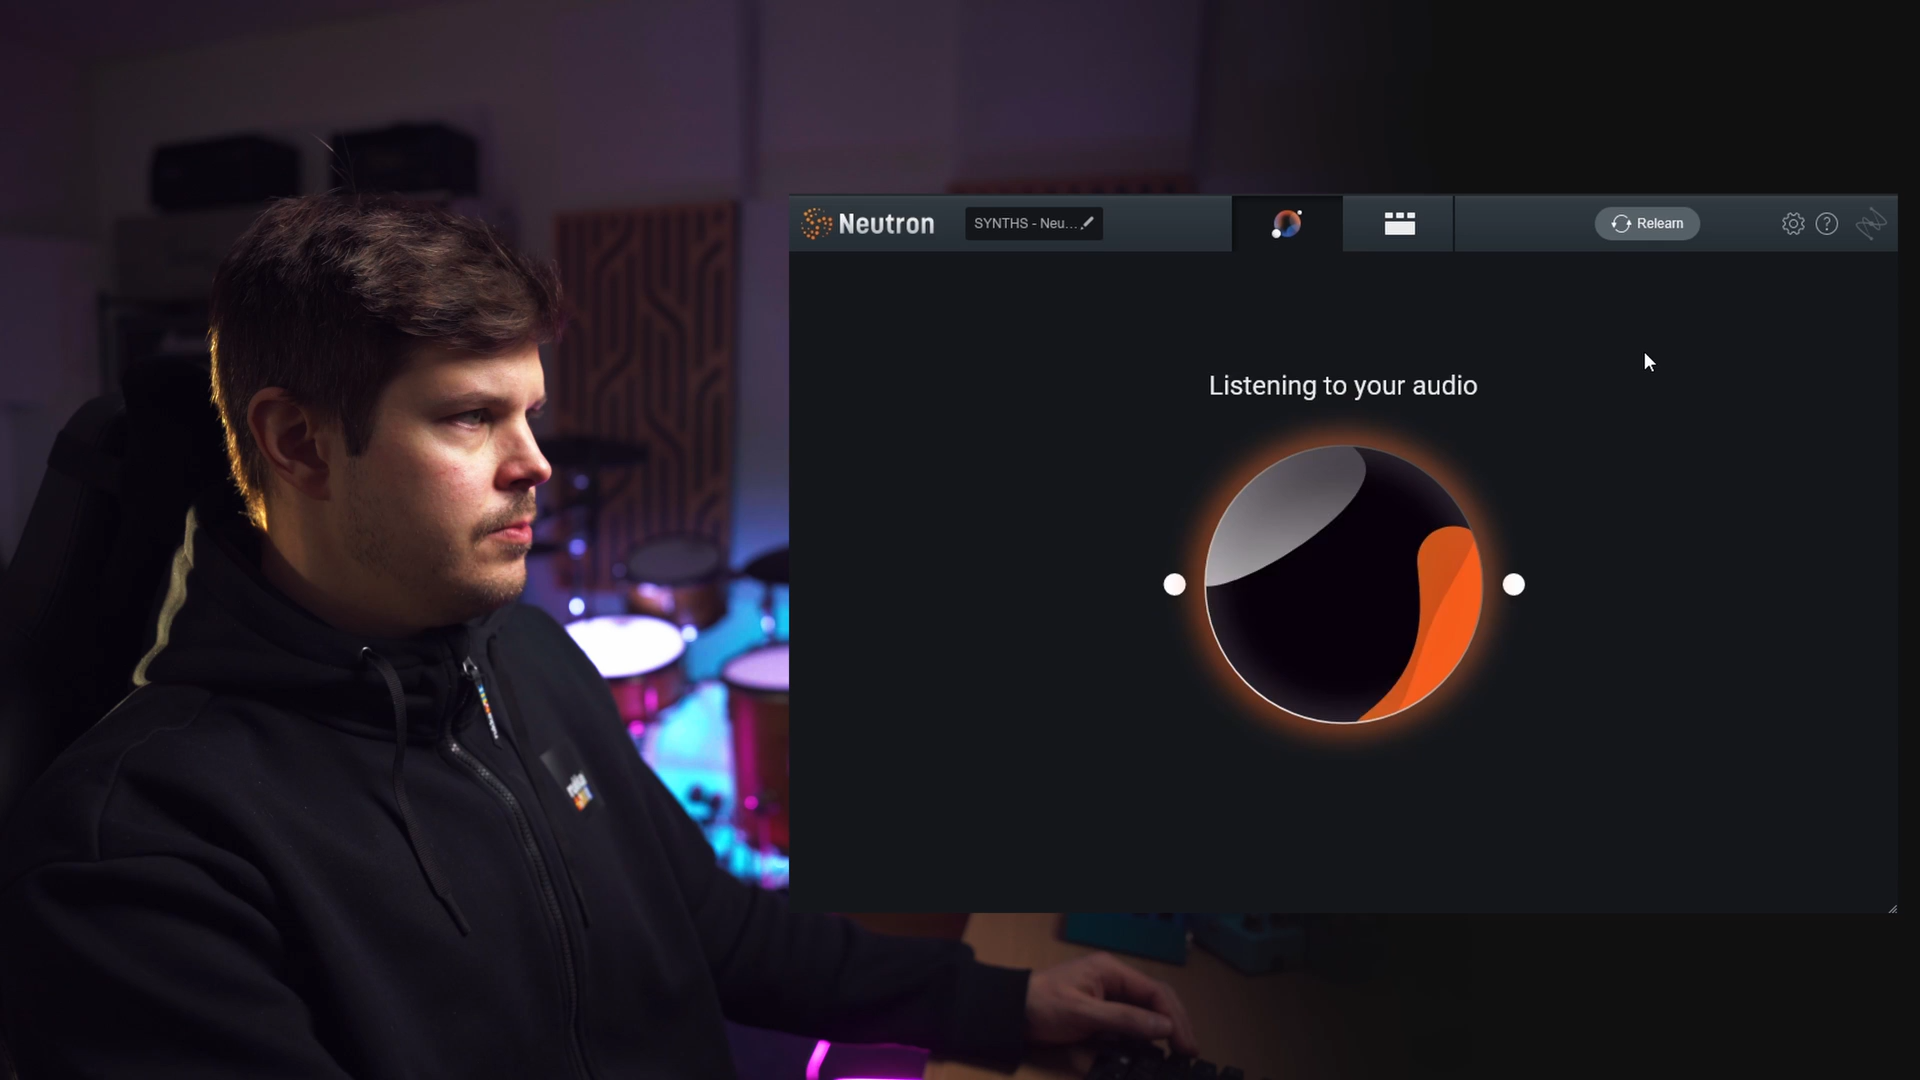 Neutron
SYNTHS - Neu...
Relearn
?
Listening to your audio